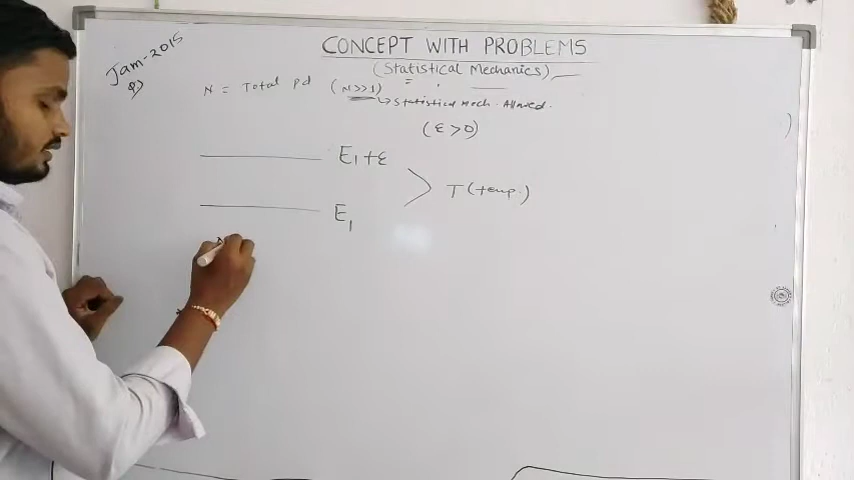 Jam-2015
CONCEPT WITH PROBLEMS
(Statistical Mechanics)
N = Total Pd (N>>1)
↳ Statistical Mech. Allowed.
(ε>0)
E1+ε
T (temp.)
E1